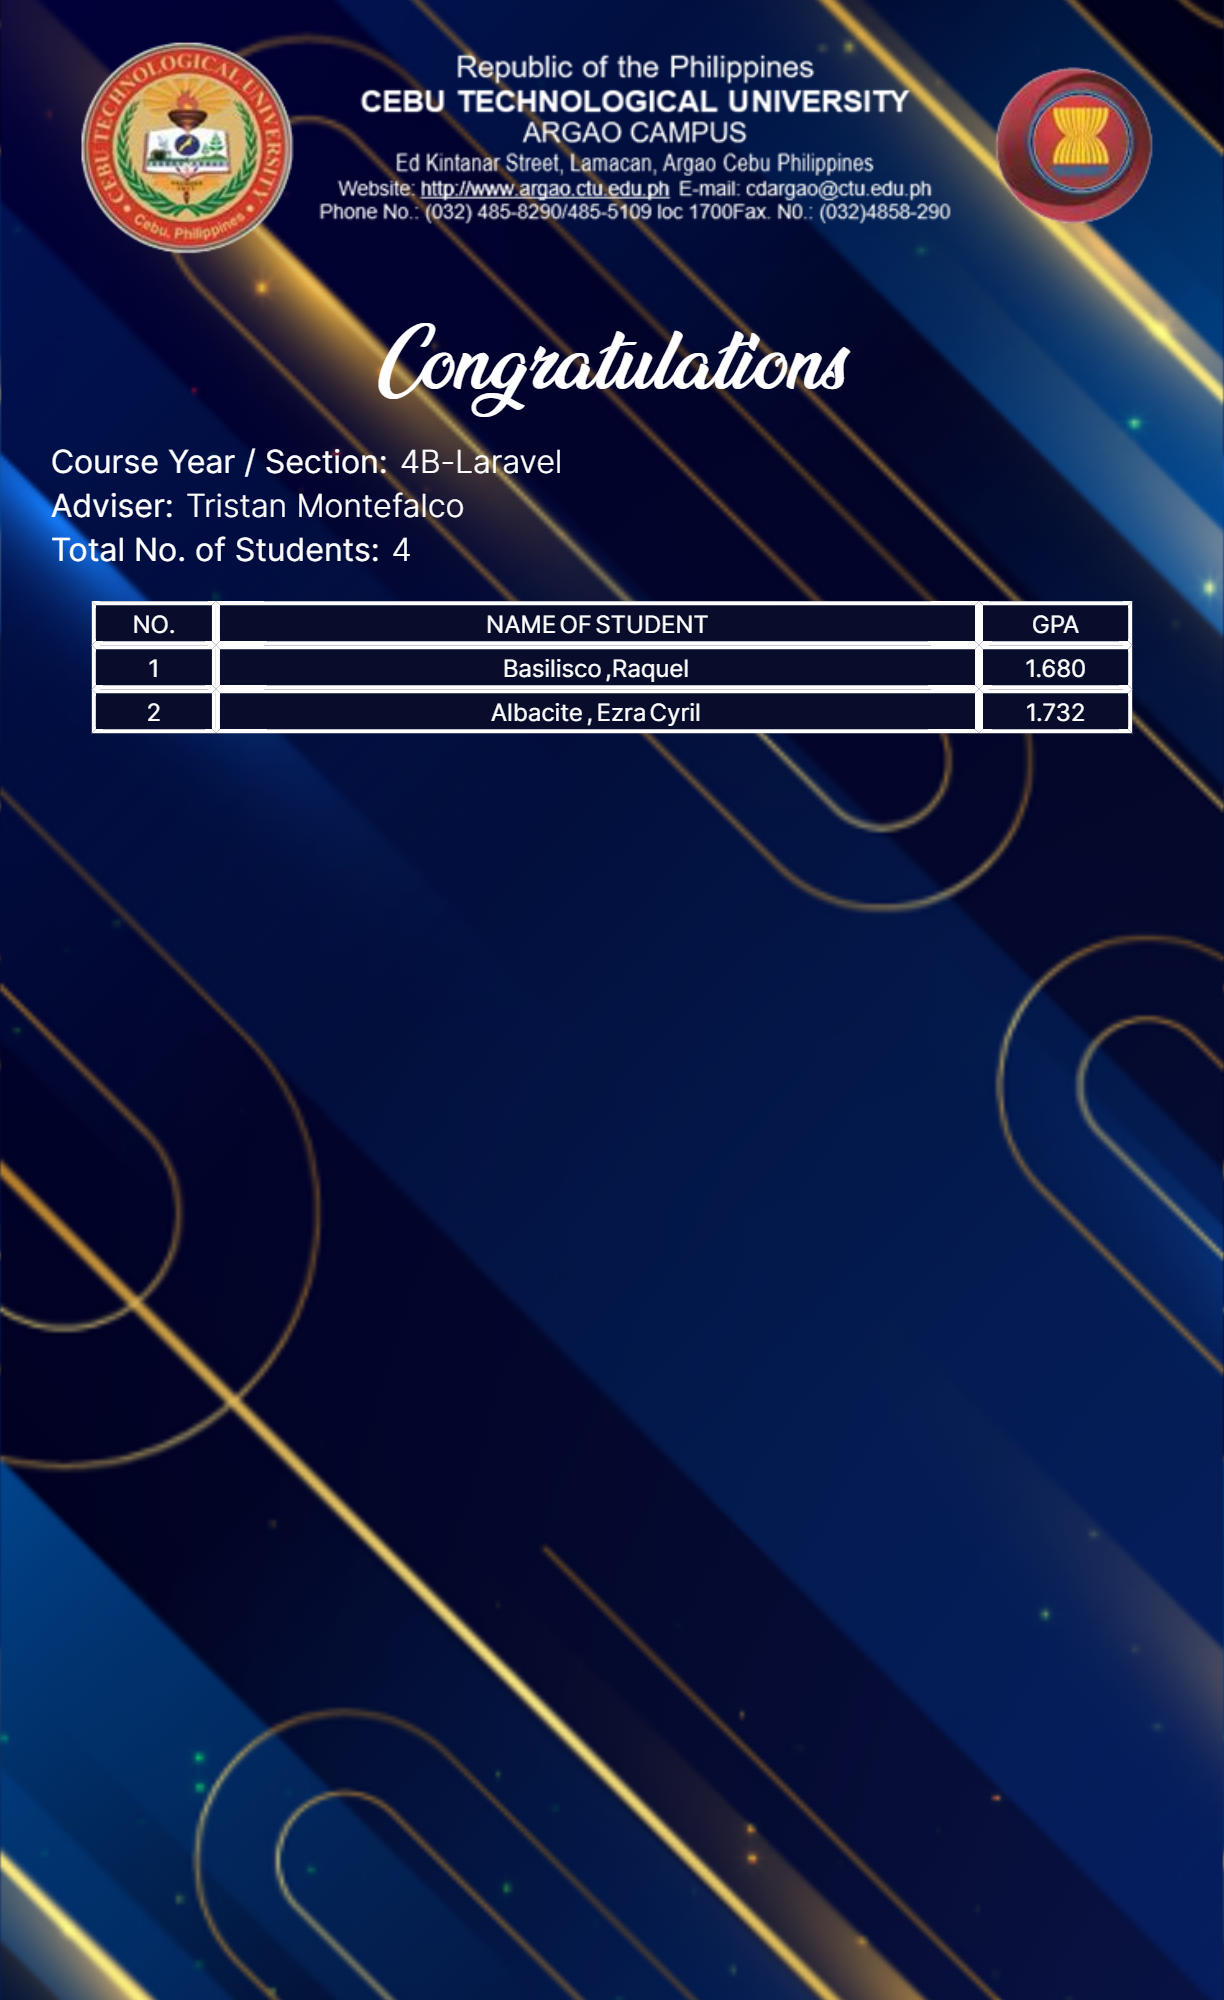 CEBU TECHNOLOGICAL UNIVERSITY
Cebu, Philippines
Republic of the Philippines
CEBU TECHNOLOGICAL UNIVERSITY
ARGAO CAMPUS
Ed Kintanar Street, Lamacan, Argao Cebu Philippines
Website: http://www.argao.ctu.edu.ph E-mail: cdargao@ctu.edu.ph
Phone No.: (032) 485-8290/485-5109 loc 1700Fax. N0.: (032)4858-290
Congratulations
Course Year / Section: 4B-Laravel
Adviser: Tristan Montefalco
Total No. of Students: 4
NO. NAME OF STUDENT GPA
1 Basilisco ,Raquel 1.680
2 Albacite , Ezra Cyril 1.732